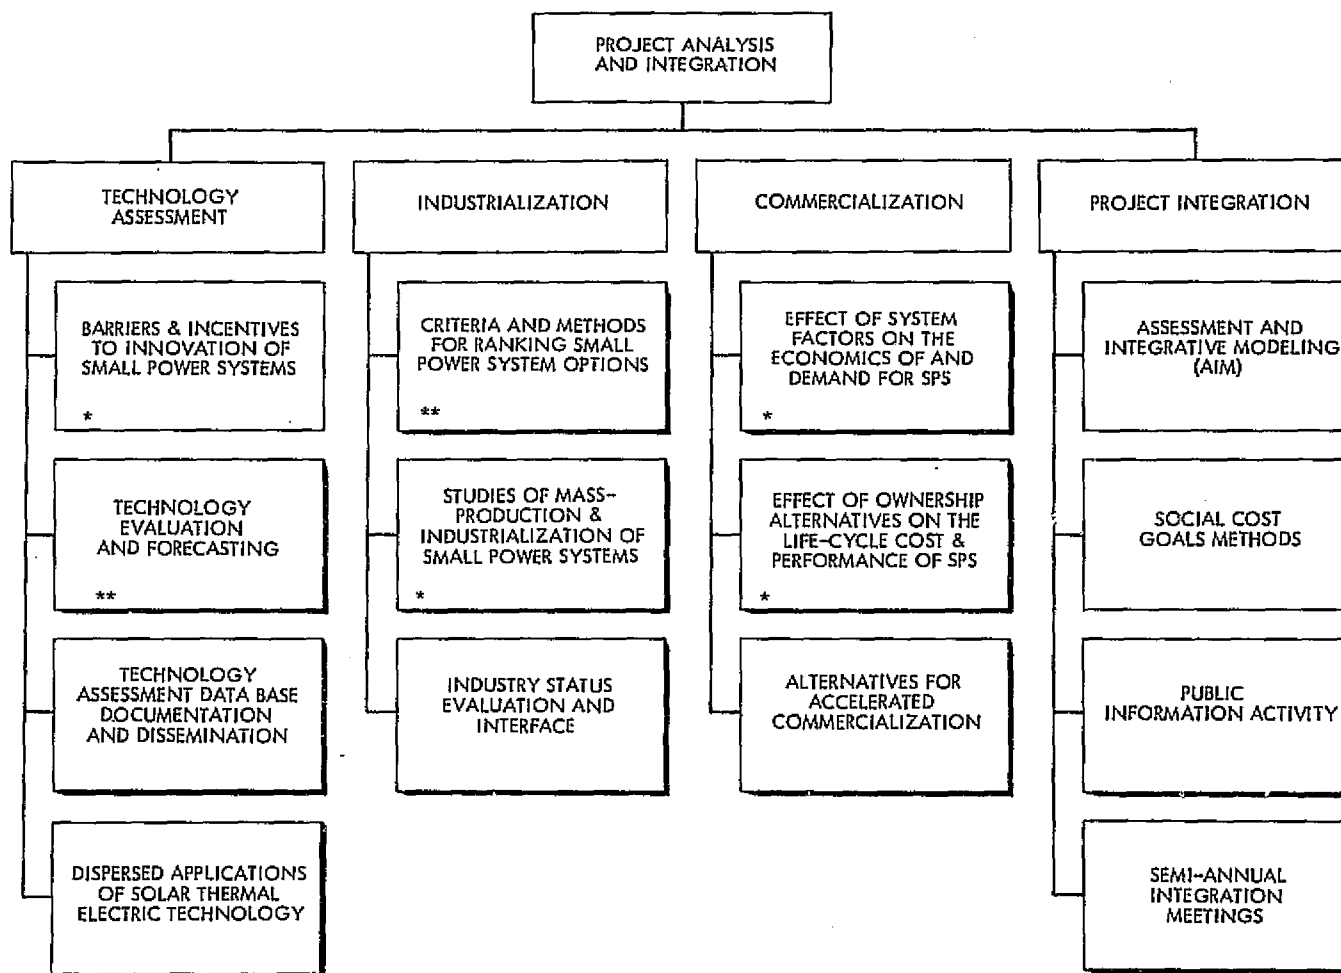 PROJECT ANALYSIS
AND INTEGRATION
TECHNOLOGY
ASSESSMENT
INDUSTRIALIZATION
COMMERCIALIZATION
PROJECT INTEGRATION
BARRIERS & INCENTIVES
TO INNOVATION OF
SMALL POWER SYSTEMS
*
CRITERIA AND METHODS
FOR RANKING SMALL
POWER SYSTEM OPTIONS
**
EFFECT OF SYSTEM
FACTORS ON THE
ECONOMICS OF AND
DEMAND FOR SPS
*
ASSESSMENT AND
INTEGRATIVE MODELING
(AIM)
TECHNOLOGY
EVALUATION
AND FORECASTING
**
STUDIES OF MASS-
PRODUCTION &
INDUSTRIALIZATION OF
SMALL POWER SYSTEMS
*
EFFECT OF OWNERSHIP
ALTERNATIVES ON THE
LIFE-CYCLE COST &
PERFORMANCE OF SPS
*
SOCIAL COST
GOALS METHODS
TECHNOLOGY
ASSESSMENT DATA BASE
DOCUMENTATION
AND DISSEMINATION
INDUSTRY STATUS
EVALUATION AND
INTERFACE
ALTERNATIVES FOR
ACCELERATED
COMMERCIALIZATION
PUBLIC
INFORMATION ACTIVITY
DISPERSED APPLICATIONS
OF SOLAR THERMAL
ELECTRIC TECHNOLOGY
SEMI-ANNUAL
INTEGRATION
MEETINGS